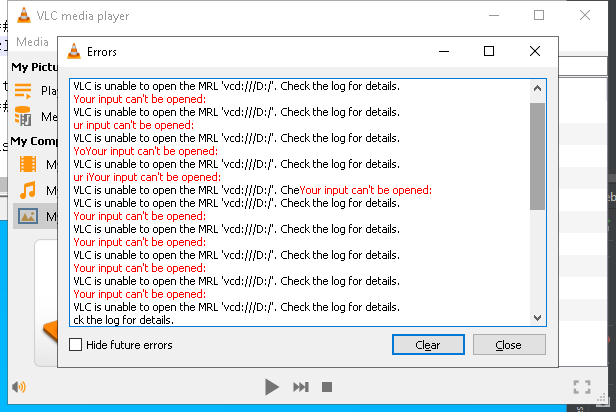 VLC media player
Media
Errors
My Pictu
My Comp
VLC is unable to open the MRL 'vcd:///D:/'. Check the log for details.
Your input can't be opened:
VLC is unable to open the MRL 'vcd:///D:/'. Check the log for details.
ur input can't be opened:
VLC is unable to open the MRL 'vcd:///D:/'. Check the log for details.
YoYour input can't be opened:
VLC is unable to open the MRL 'vcd:///D:/'. Check the log for details.
ur iYour input can't be opened:
VLC is unable to open the MRL 'vcd:///D:/'. CheYour input can't be opened:
VLC is unable to open the MRL 'vcd:///D:/'. Check the log for details.
Your input can't be opened:
VLC is unable to open the MRL 'vcd:///D:/'. Check the log for details.
Your input can't be opened:
VLC is unable to open the MRL 'vcd:///D:/'. Check the log for details.
Your input can't be opened:
VLC is unable to open the MRL 'vcd:///D:/'. Check the log for details.
Your input can't be opened:
VLC is unable to open the MRL 'vcd:///D:/'. Check the log for details.
ck the log for details.
Hide future errors
Clear
Close